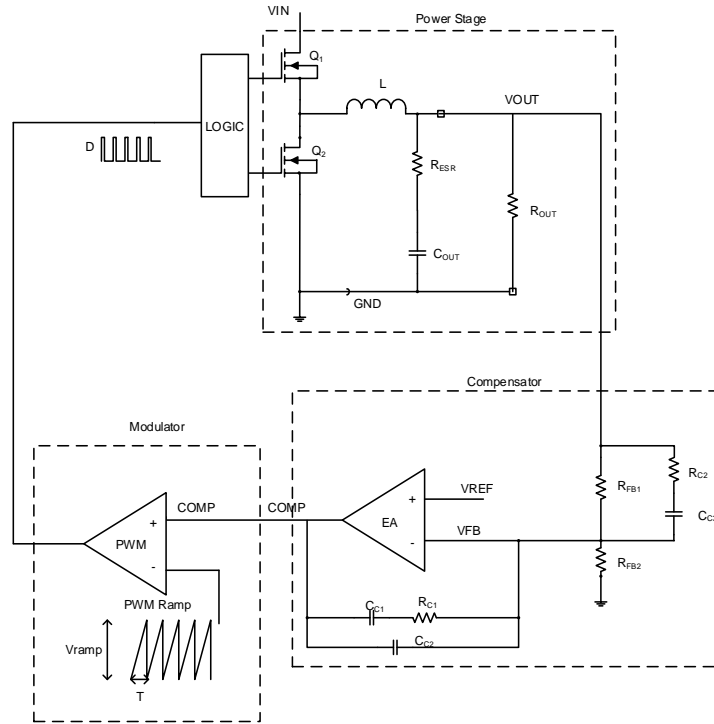 VIN
Power Stage
Q1
L
VOUT
LOGIC
D
Q2
RESR
ROUT
COUT
GND
Compensator
Modulator
RC2
RFB1
VREF
COMP
COMP
+
+
EA
CC3
PWM
VFB
-
-
RFB2
PWM Ramp
CC1
RC1
Vramp
CC2
T